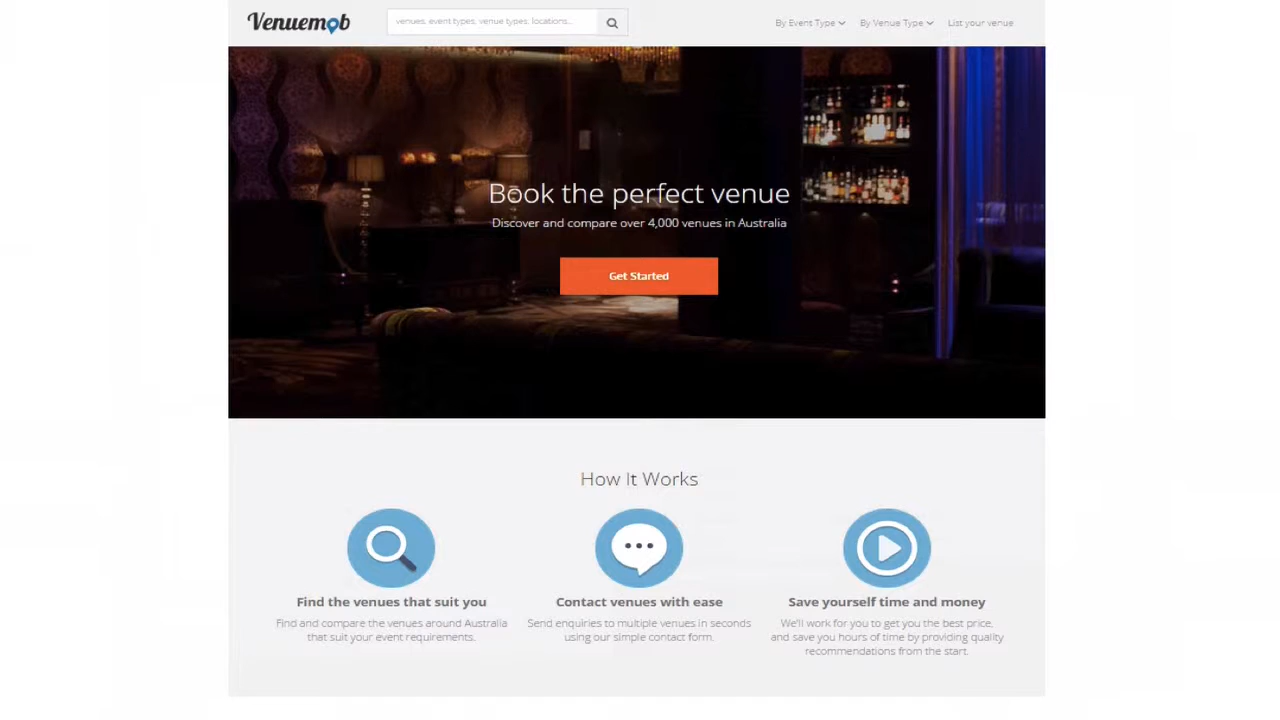 Venuemob
venues, event types, venue types, locations...
By Event Type
By Venue Type
List your venue
Book the perfect venue
Discover and compare over 4,000 venues in Australia
Get Started
How It Works
Find the venues that suit you
Find and compare the venues around Australia
that suit your event requirements.
Contact venues with ease
Send enquiries to multiple venues in seconds
using our simple contact form.
Save yourself time and money
We'll work for you to get you the best price,
and save you hours of time by providing quality
recommendations from the start.